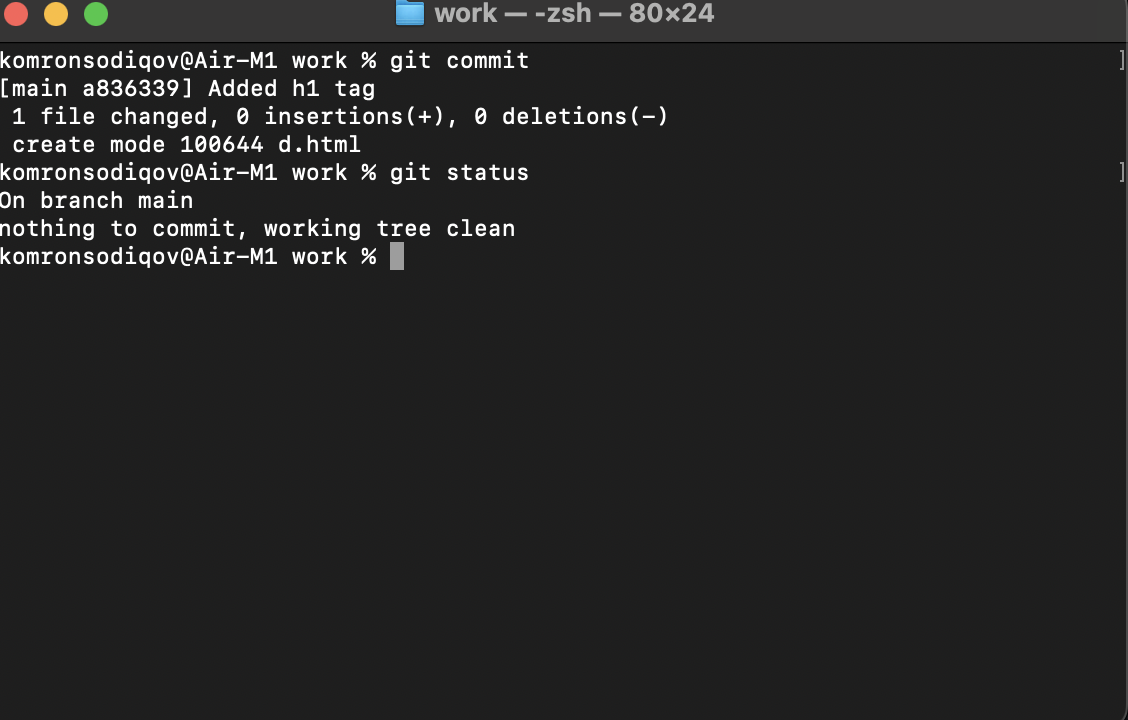 work — -zsh — 80×24
komronsodiqov@Air-M1 work % git commit ]
[main a836339] Added h1 tag
 1 file changed, 0 insertions(+), 0 deletions(-)
 create mode 100644 d.html
komronsodiqov@Air-M1 work % git status ]
On branch main
nothing to commit, working tree clean
komronsodiqov@Air-M1 work %